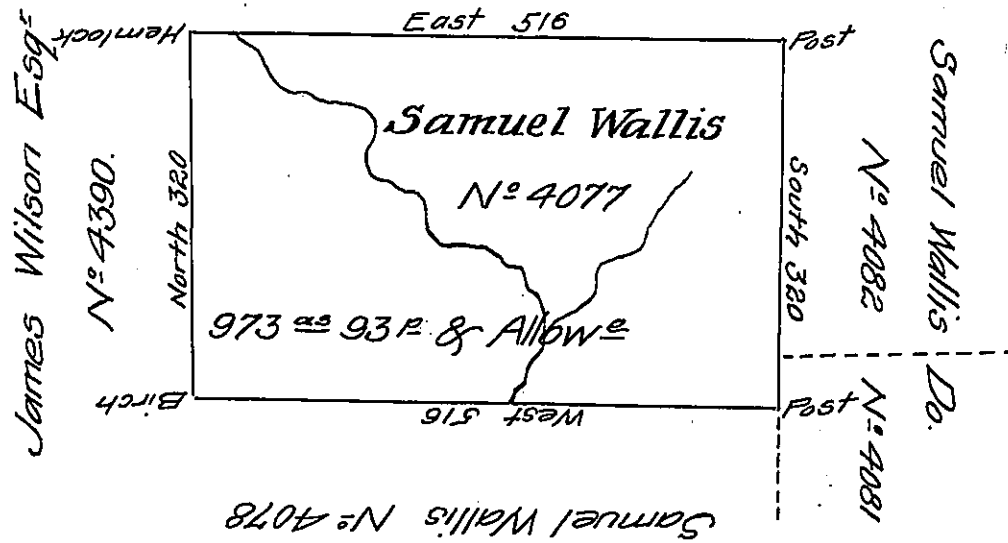 East 516
Hemlock
Post
James Wilson Esqr
No 4390.
North 320
Samuel Wallis
No 4077
973 as 93 p & Allowe
South 320
Samuel Wallis
No 4082
Do.
No 4081
Birch
West 516
Post
Samuel Wallis No 4078